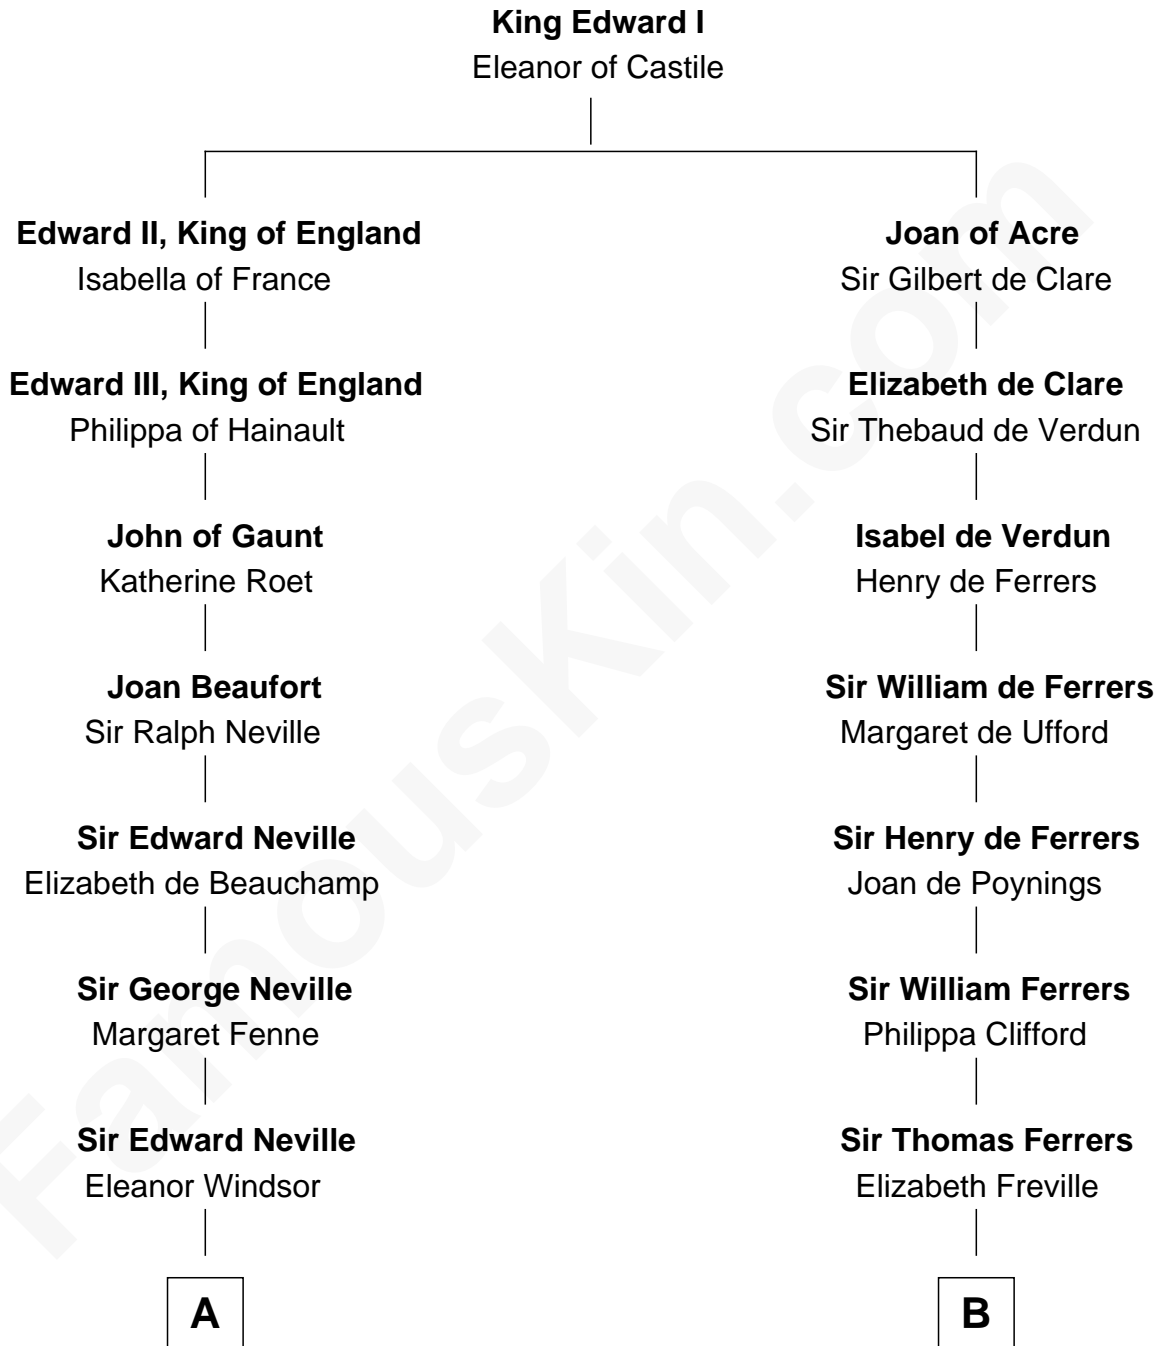 King Edward I
Eleanor of Castile
Edward II, King of England
Isabella of France
Joan of Acre
Sir Gilbert de Clare
Edward III, King of England
Philippa of Hainault
Elizabeth de Clare
Sir Thebaud de Verdun
John of Gaunt
Katherine Roet
Isabel de Verdun
Henry de Ferrers
Joan Beaufort
Sir Ralph Neville
Sir William de Ferrers
Margaret de Ufford
Sir Edward Neville
Elizabeth de Beauchamp
Sir Henry de Ferrers
Joan de Poynings
Sir George Neville
Margaret Fenne
Sir William Ferrers
Philippa Clifford
Sir Edward Neville
Eleanor Windsor
Sir Thomas Ferrers
Elizabeth Freville
A
B
FamousKin.com